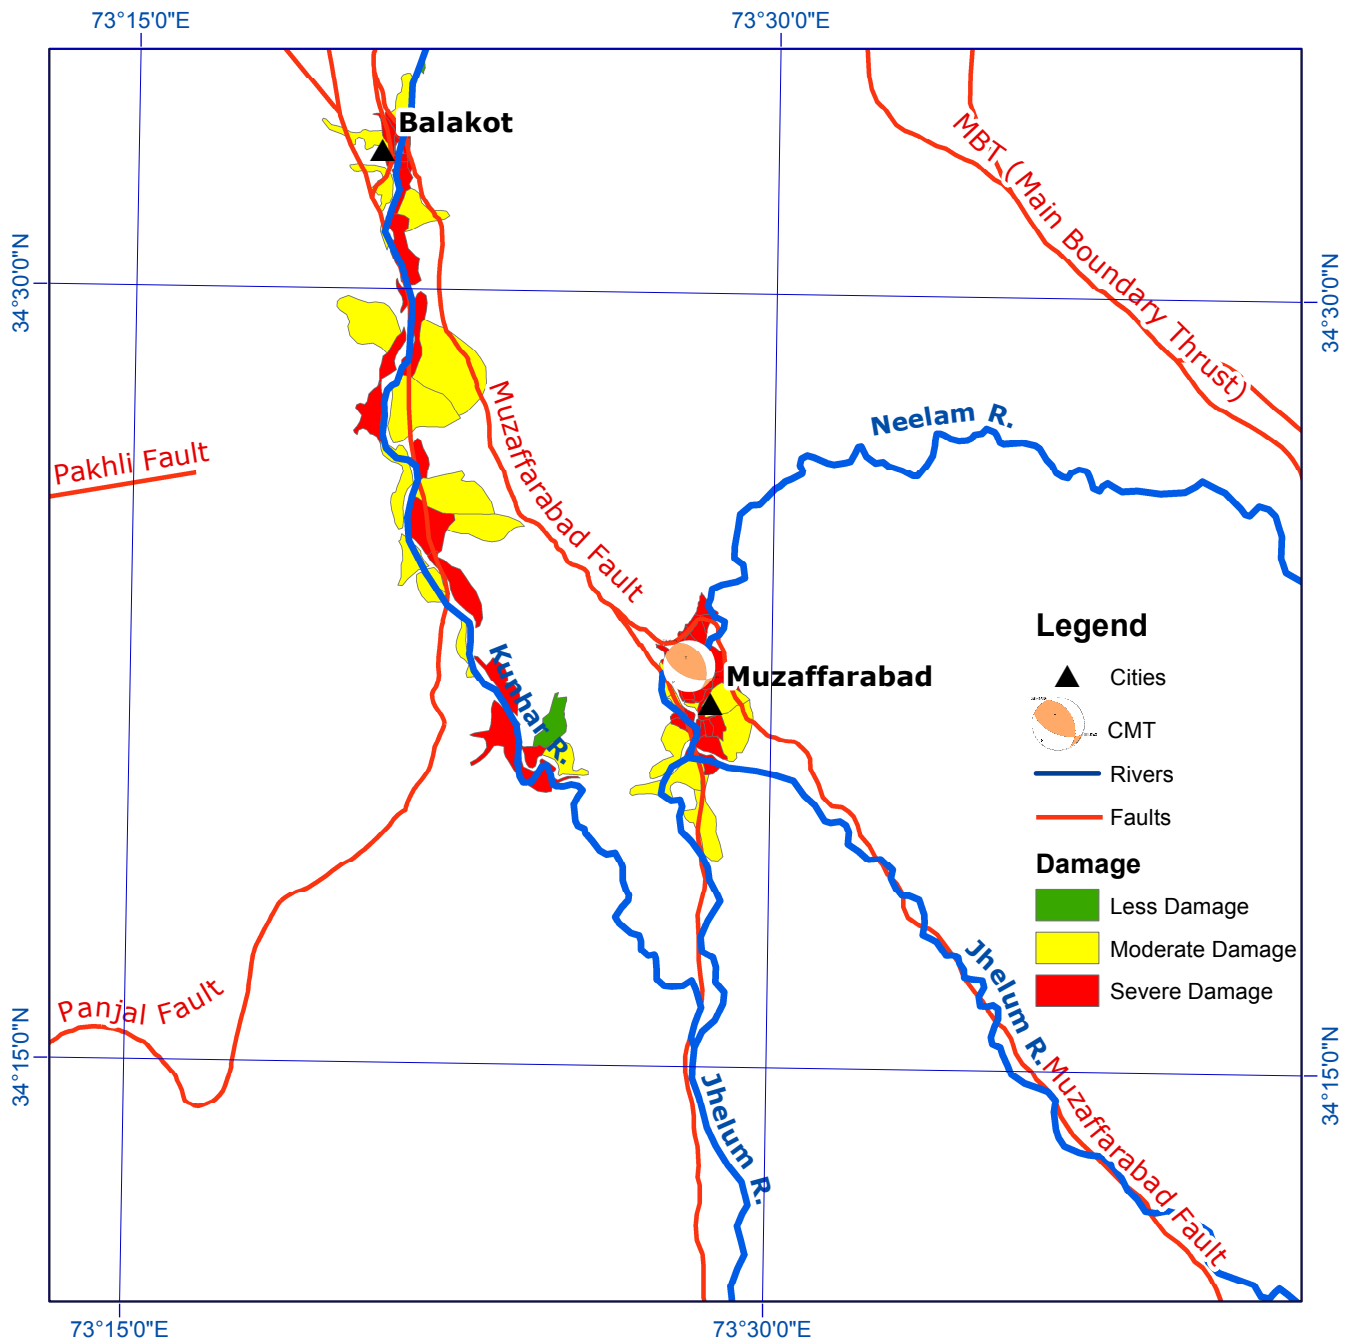 73°15'0"E
73°30'0"E
Balakot
MBT (Main Boundary Thrust)
34°30'0"N
34°30'0"N
Muzaffarabad Fault
Neelam R.
Pakhli Fault
Kunhar R.
Muzaffarabad
Legend
Cities
CMT
Rivers
Faults
Damage
Less Damage
Moderate Damage
Severe Damage
Jhelum R.
Panjal Fault
34°15'0"N
34°15'0"N
Jhelum R.
Muzaffarabad Fault
73°15'0"E
73°30'0"E